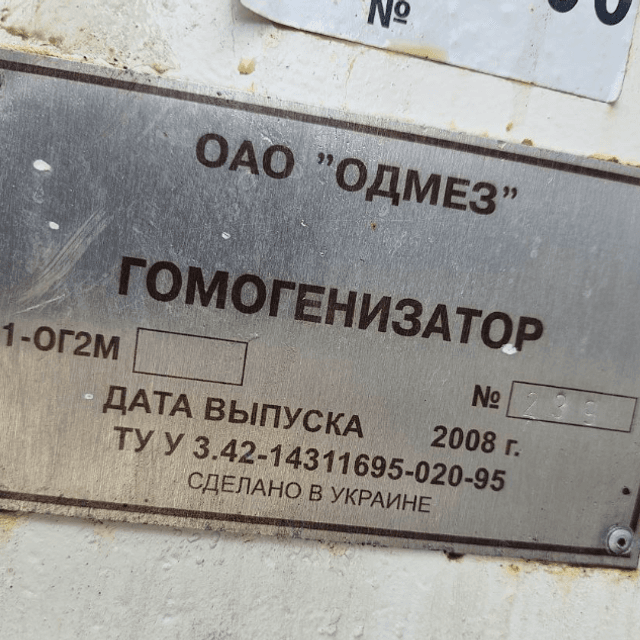 №
ОАО "ОДМЕЗ"
ГОМОГЕНИЗАТОР
1-ОГ2М
№
ДАТА ВЫПУСКА 2008 г.
ТУ У 3.42-14311695-020-95
СДЕЛАНО В УКРАИНЕ